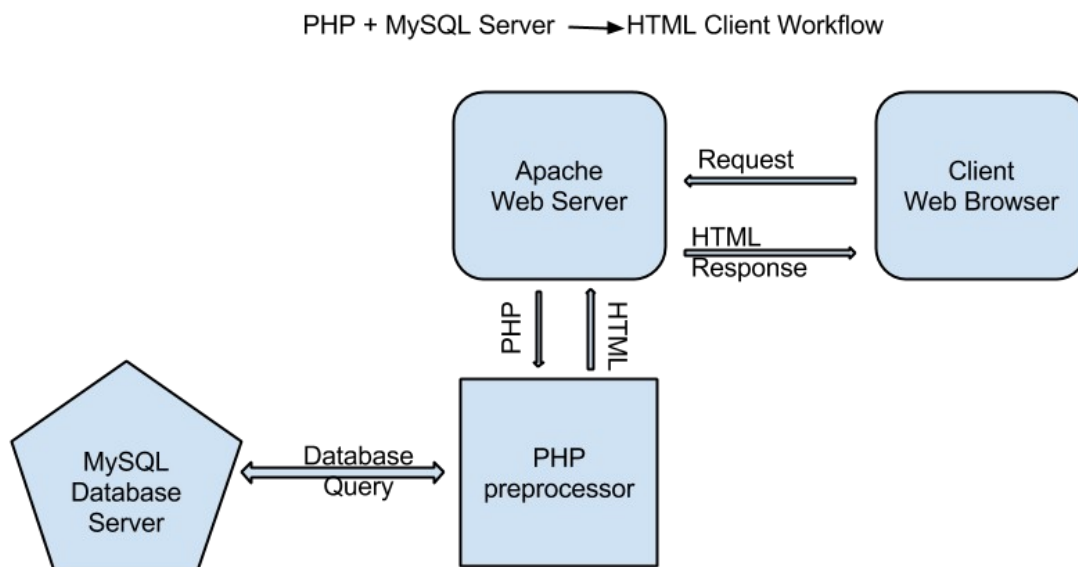 PHP + MySQL Server → HTML Client Workflow
Apache
Web Server
Request
Client
Web Browser
HTML
Response
PHP
HTML
MySQL
Database
Server
Database
Query
PHP
preprocessor